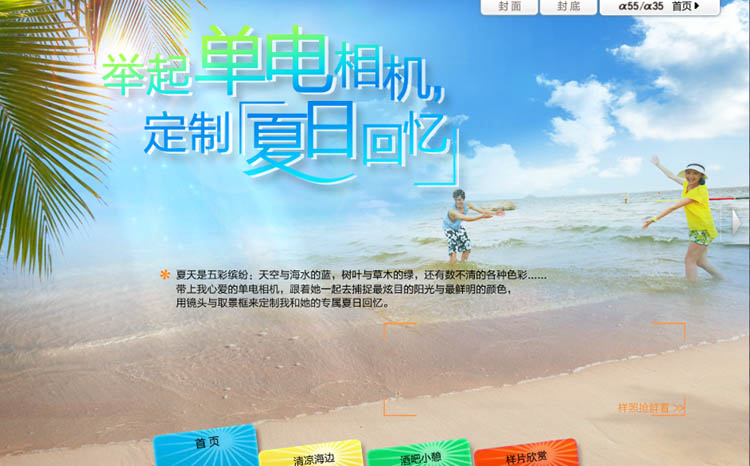 封面
封底
α55/α35 首页
举起单电相机,
定制「夏日回忆」
夏天是五彩缤纷；天空与海水的蓝，树叶与草木的绿，还有数不清的各种色彩……
带上我心爱的单电相机，跟着她一起去捕捉最炫目的阳光与最鲜明的颜色，
用镜头与取景框来定制我和她的专属夏日回忆。
样照抢鲜看 >>
首页
清凉海边
酒吧小憩
样片欣赏